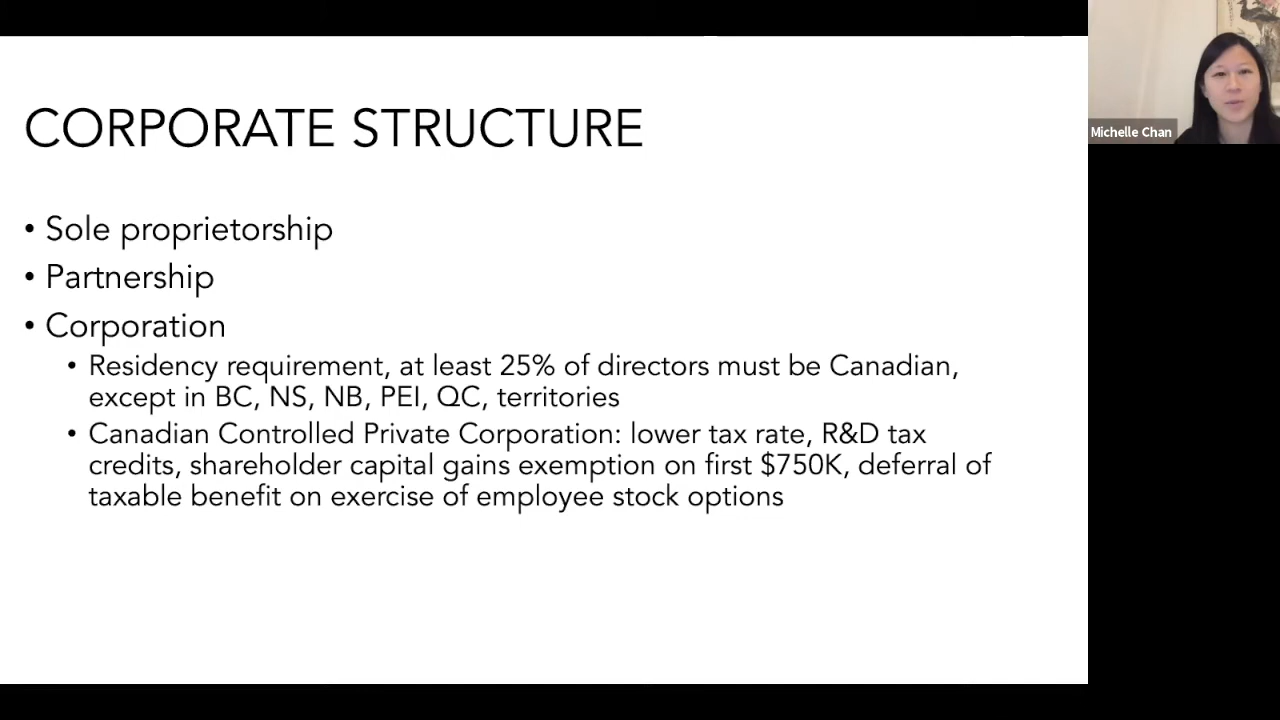 CORPORATE STRUCTURE
• Sole proprietorship
• Partnership
• Corporation
• Residency requirement, at least 25% of directors must be Canadian,
except in BC, NS, NB, PEI, QC, territories
• Canadian Controlled Private Corporation: lower tax rate, R&D tax
credits, shareholder capital gains exemption on first $750K, deferral of
taxable benefit on exercise of employee stock options
Michelle Chan